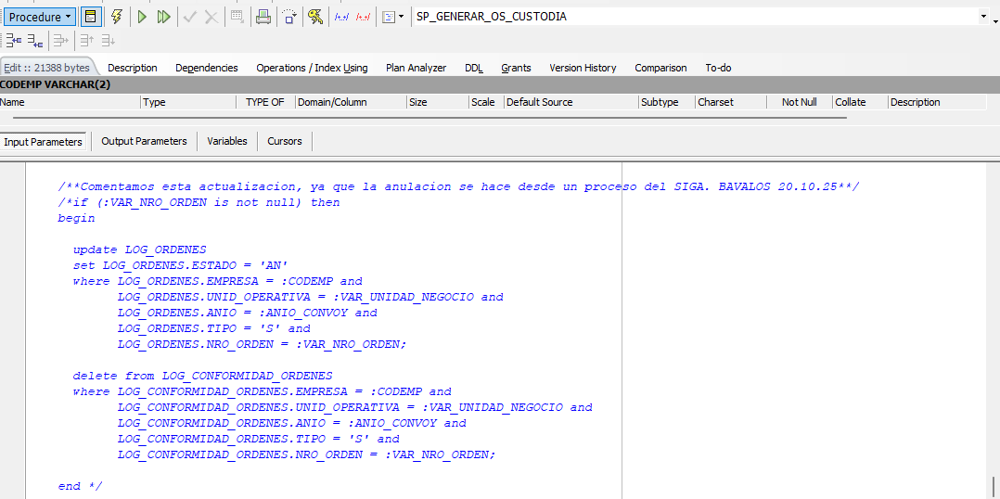 Procedure
SP_GENERAR_OS_CUSTODIA
Edit :: 21388 bytes Description Dependencies Operations / Index Using Plan Analyzer DDL Grants Version History Comparison To-do
CODEMP VARCHAR(2)
Name Type TYPE OF Domain/Column Size Scale Default Source Subtype Charset Not Null Collate Description
Input Parameters Output Parameters Variables Cursors
/**Comentamos esta actualizacion, ya que la anulacion se hace desde un proceso del SIGA. BAVALOS 20.10.25**/
/*if (:VAR_NRO_ORDEN is not null) then
begin
update LOG_ORDENES
set LOG_ORDENES.ESTADO = 'AN'
where LOG_ORDENES.EMPRESA = :CODEMP and
LOG_ORDENES.UNID_OPERATIVA = :VAR_UNIDAD_NEGOCIO and
LOG_ORDENES.ANIO = :ANIO_CONVOY and
LOG_ORDENES.TIPO = 'S' and
LOG_ORDENES.NRO_ORDEN = :VAR_NRO_ORDEN;
delete from LOG_CONFORMIDAD_ORDENES
where LOG_CONFORMIDAD_ORDENES.EMPRESA = :CODEMP and
LOG_CONFORMIDAD_ORDENES.UNID_OPERATIVA = :VAR_UNIDAD_NEGOCIO and
LOG_CONFORMIDAD_ORDENES.ANIO = :ANIO_CONVOY and
LOG_CONFORMIDAD_ORDENES.TIPO = 'S' and
LOG_CONFORMIDAD_ORDENES.NRO_ORDEN = :VAR_NRO_ORDEN;
end */